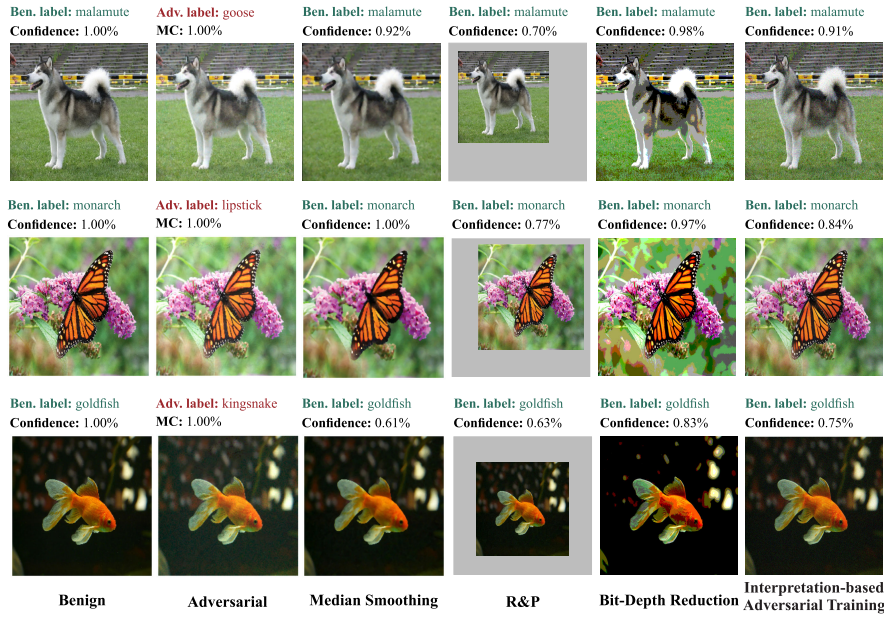 Ben. label: malamute
Confidence: 1.00%
Adv. label: goose
MC: 1.00%
Ben. label: malamute
Confidence: 0.92%
Ben. label: malamute
Confidence: 0.70%
Ben. label: malamute
Confidence: 0.98%
Ben. label: malamute
Confidence: 0.91%
Ben. label: monarch
Confidence: 1.00%
Adv. label: lipstick
MC: 1.00%
Ben. label: monarch
Confidence: 1.00%
Ben. label: monarch
Confidence: 0.77%
Ben. label: monarch
Confidence: 0.97%
Ben. label: monarch
Confidence: 0.84%
Ben. label: goldfish
Confidence: 1.00%
Adv. label: kingsnake
MC: 1.00%
Ben. label: goldfish
Confidence: 0.61%
Ben. label: goldfish
Confidence: 0.63%
Ben. label: goldfish
Confidence: 0.83%
Ben. label: goldfish
Confidence: 0.75%
Benign
Adversarial
Median Smoothing
R&P
Bit-Depth Reduction
Interpretation-based
Adversarial Training